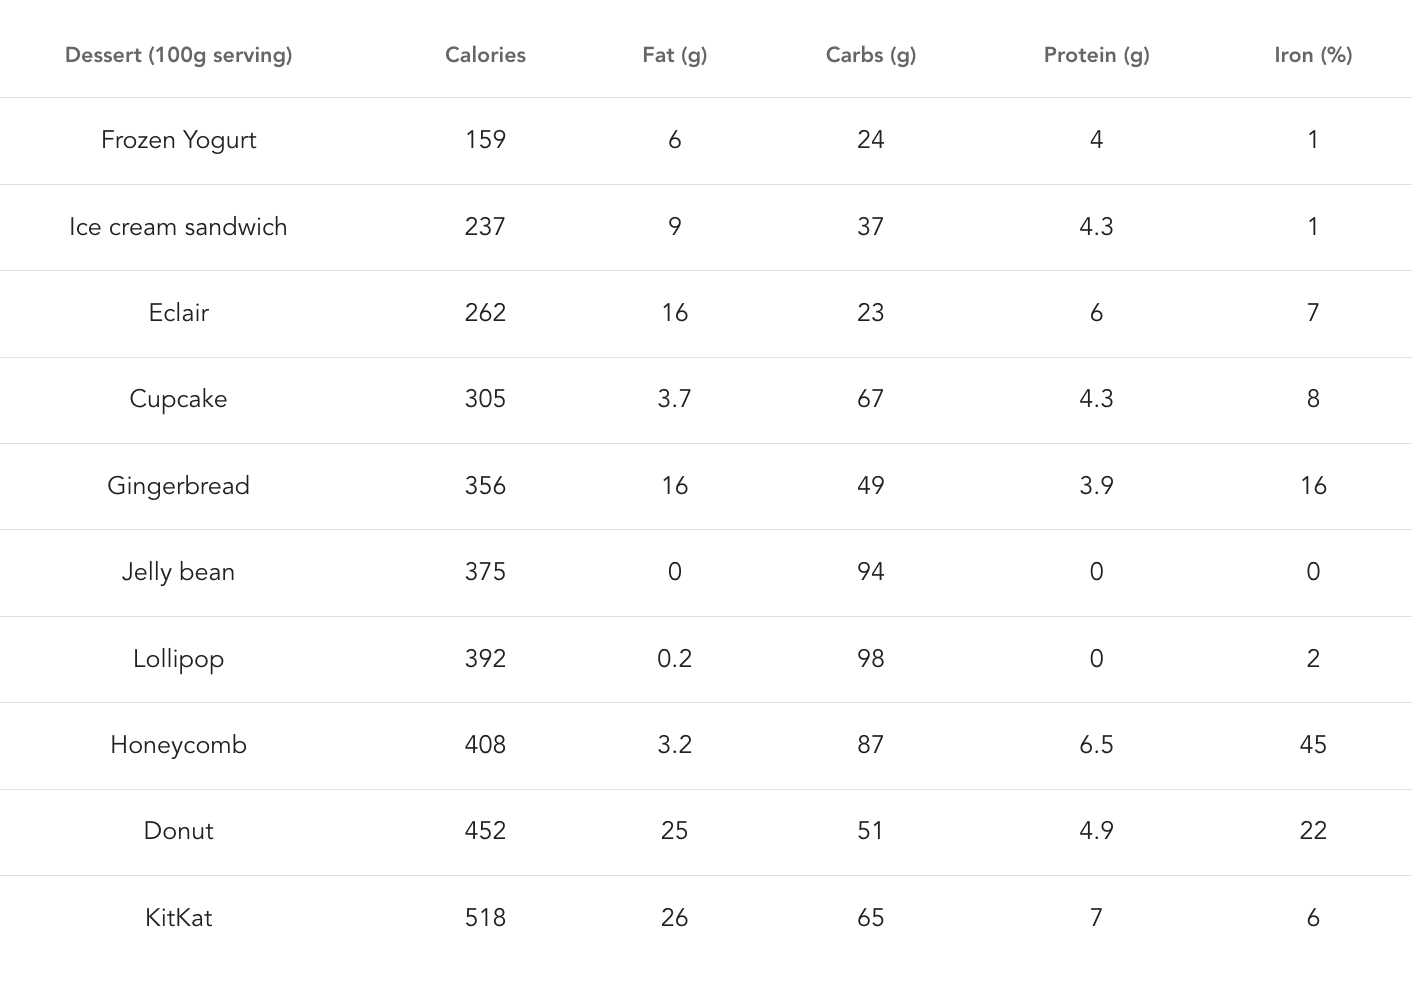 Dessert (100g serving) Calories Fat (g) Carbs (g) Protein (g) Iron (%)
Frozen Yogurt 159 6 24 4 1
Ice cream sandwich 237 9 37 4.3 1
Eclair 262 16 23 6 7
Cupcake 305 3.7 67 4.3 8
Gingerbread 356 16 49 3.9 16
Jelly bean 375 0 94 0 0
Lollipop 392 0.2 98 0 2
Honeycomb 408 3.2 87 6.5 45
Donut 452 25 51 4.9 22
KitKat 518 26 65 7 6